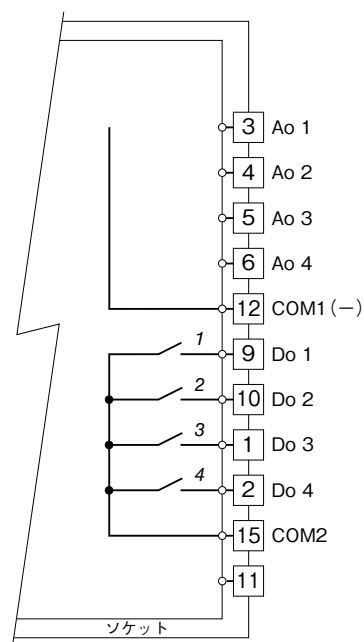 3 Ao 1
4 Ao 2
5 Ao 3
6 Ao 4
12 COM1(−)
1 9 Do 1
2 10 Do 2
3 1 Do 3
4 2 Do 4
15 COM2
11
ソケット